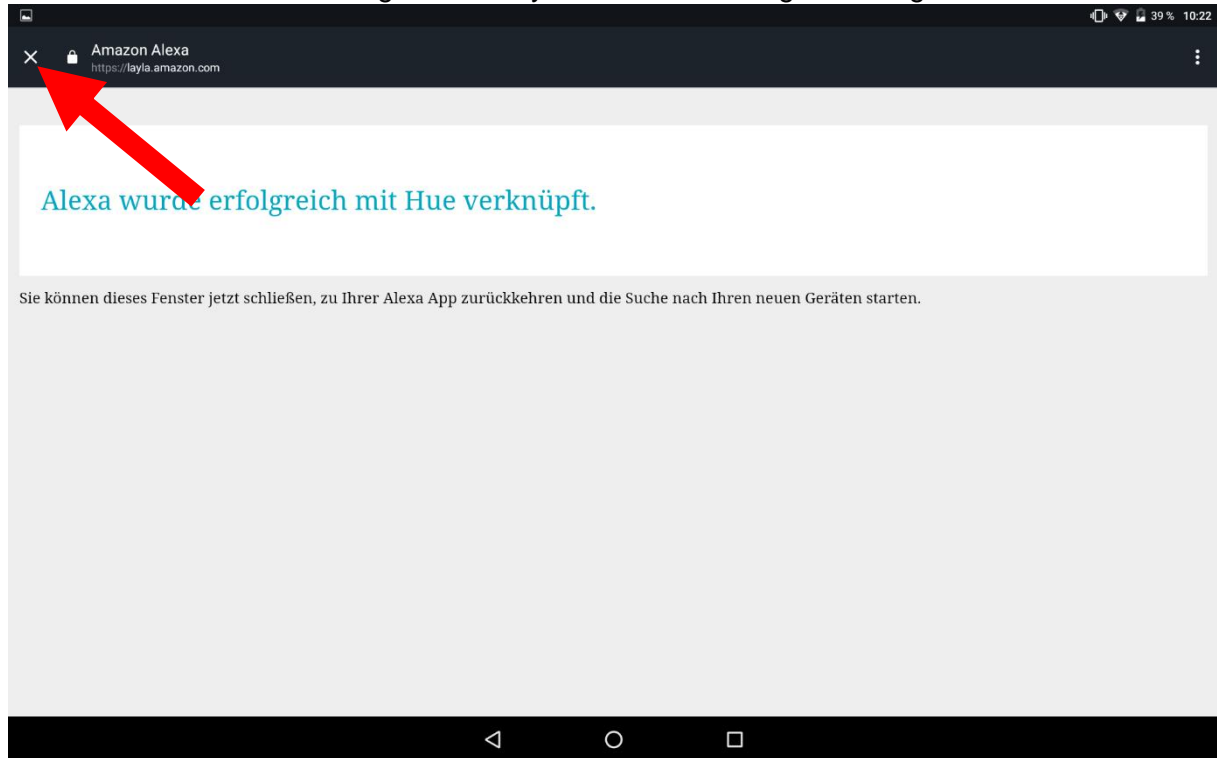 39 % 10:22
Amazon Alexa
https://layla.amazon.com
Alexa wurde erfolgreich mit Hue verknüpft.
Sie können dieses Fenster jetzt schließen, zu Ihrer Alexa App zurückkehren und die Suche nach Ihren neuen Geräten starten.